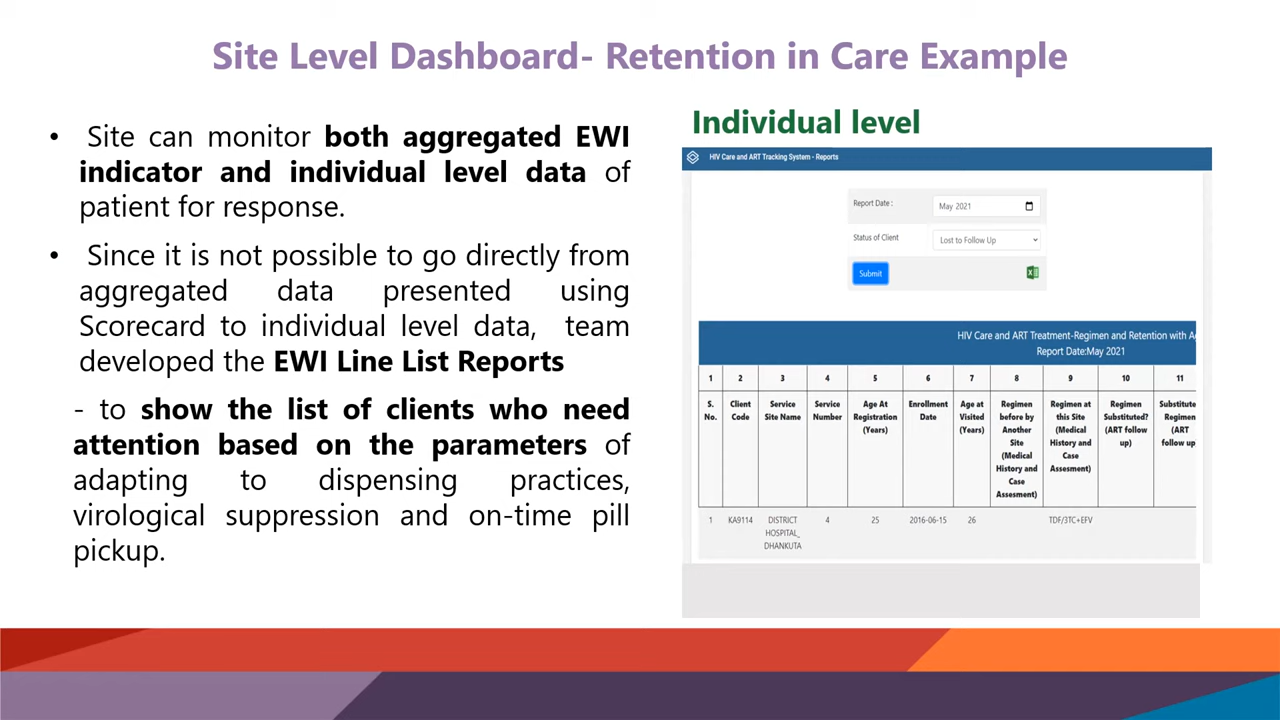 Site Level Dashboard- Retention in Care Example
• Site can monitor both aggregated EWI
indicator and individual level data of
patient for response.
• Since it is not possible to go directly from
aggregated data presented using
Scorecard to individual level data, team
developed the EWI Line List Reports
- to show the list of clients who need
attention based on the parameters of
adapting to dispensing practices,
virological suppression and on-time pill
pickup.
Individual level
HIV Care and ART Tracking System - Reports
Report Date : May 2021
Status of Client Lost to Follow Up
Submit
HIV Care and ART Treatment-Regimen and Retention with A
Report Date:May 2021
1 2 3 4 5 6 7 8 9 10 11
S. No.
Client Code
Service Site Name
Service Number
Age At Registration (Years)
Enrollment Date
Age at Visited (Years)
Regimen before by Another Site (Medical History and Case Assesment)
Regimen at this Site (Medical History and Case Assesment)
Regimen Substituted? (ART follow up)
Substitute Regimen (ART follow up
1 KA9114 DISTRICT HOSPITAL_ DHANKUTA 4 25 2016-06-15 26 TDF/3TC+EFV